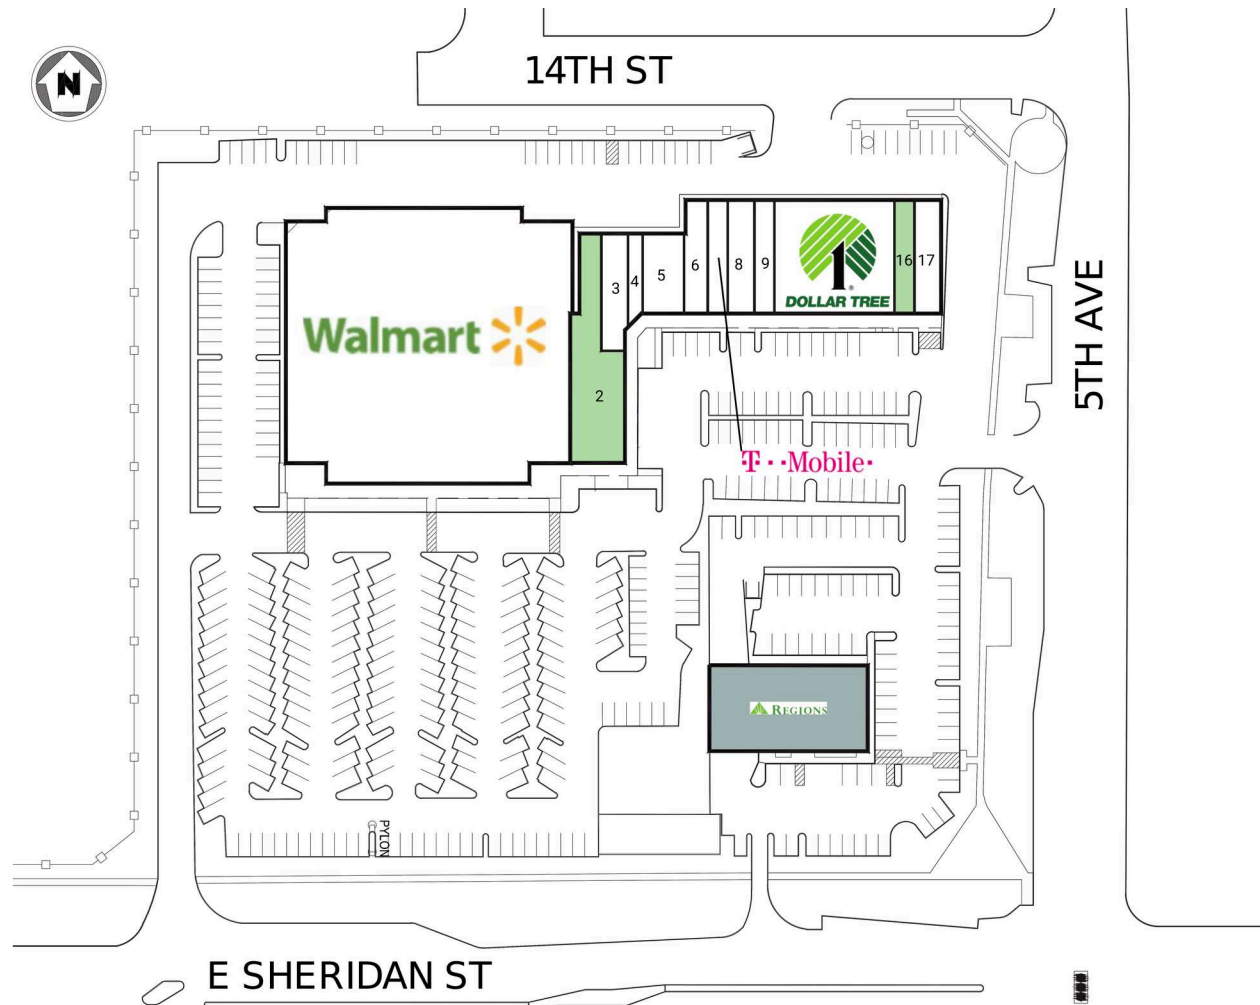 N
14TH ST
5TH AVE
Walmart
2
3
4
5
6
8
9
1
DOLLAR TREE
16
17
T··Mobile·
REGIONS
PYLON
E SHERIDAN ST